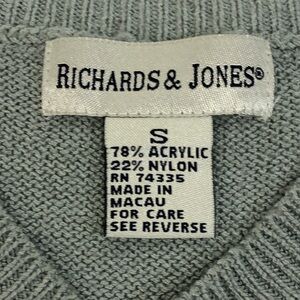 RICHARDS & JONES®
S
78% ACRYLIC
22% NYLON
RN 74335
MADE IN
MACAU
FOR CARE
SEE REVERSE